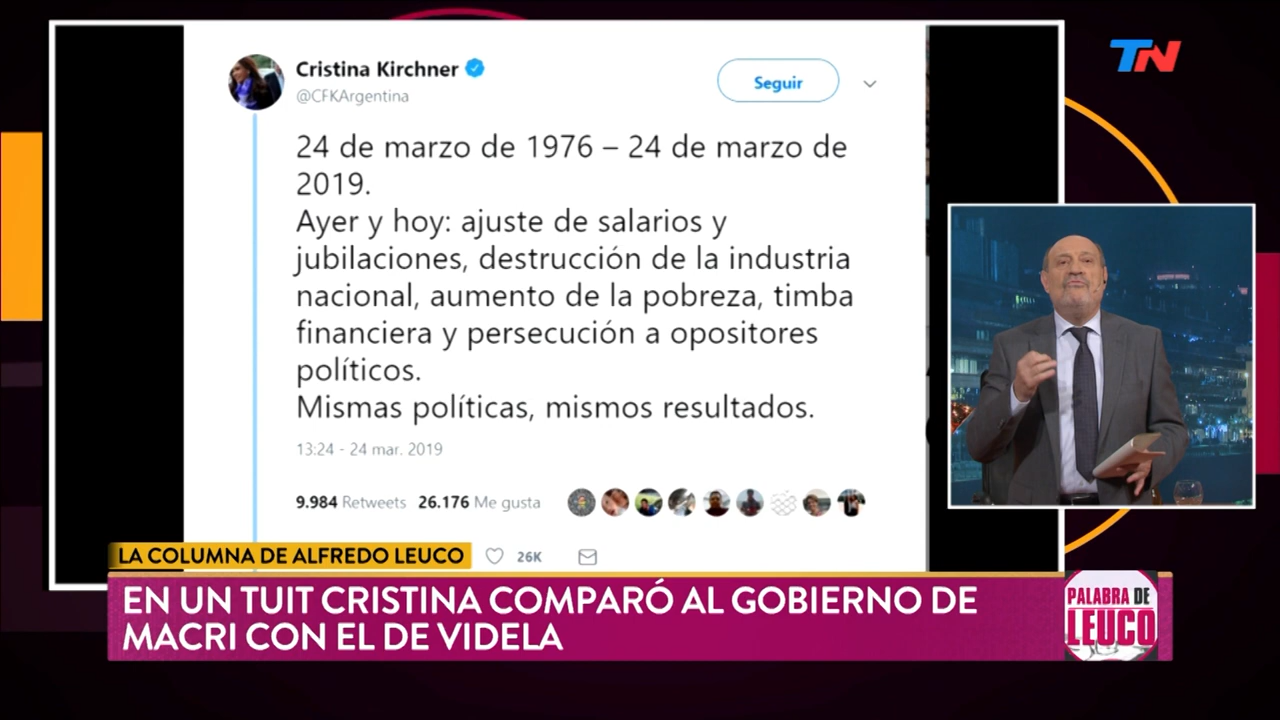 TN
Cristina Kirchner
@CFKArgentina
Seguir
24 de marzo de 1976 – 24 de marzo de
2019.
Ayer y hoy: ajuste de salarios y
jubilaciones, destrucción de la industria
nacional, aumento de la pobreza, timba
financiera y persecución a opositores
políticos.
Mismas políticas, mismos resultados.
13:24 - 24 mar. 2019
9.984 Retweets 26.176 Me gusta
26K
LA COLUMNA DE ALFREDO LEUCO
EN UN TUIT CRISTINA COMPARÓ AL GOBIERNO DE
MACRI CON EL DE VIDELA
PALABRA DE
LEUCO